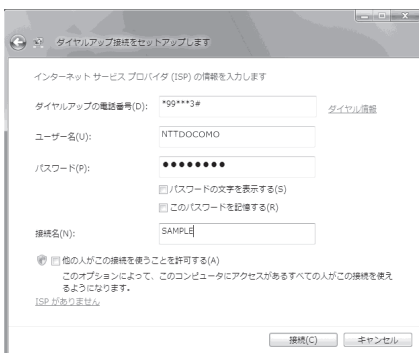 ダイヤルアップ接続をセットアップします
インターネット サービス プロバイダ (ISP) の情報を入力します
ダイヤルアップの電話番号(D): *99***3# ダイヤル情報
ユーザー名(U): NTTDOCOMO
パスワード(P): ●●●●●●●●
パスワードの文字を表示する(S)
このパスワードを記憶する(R)
接続名(N): SAMPLE
他の人がこの接続を使うことを許可する(A)
このオプションによって、このコンピュータにアクセスがあるすべての人がこの接続を使え
るようになります。
ISP がありません
接続(C) キャンセル